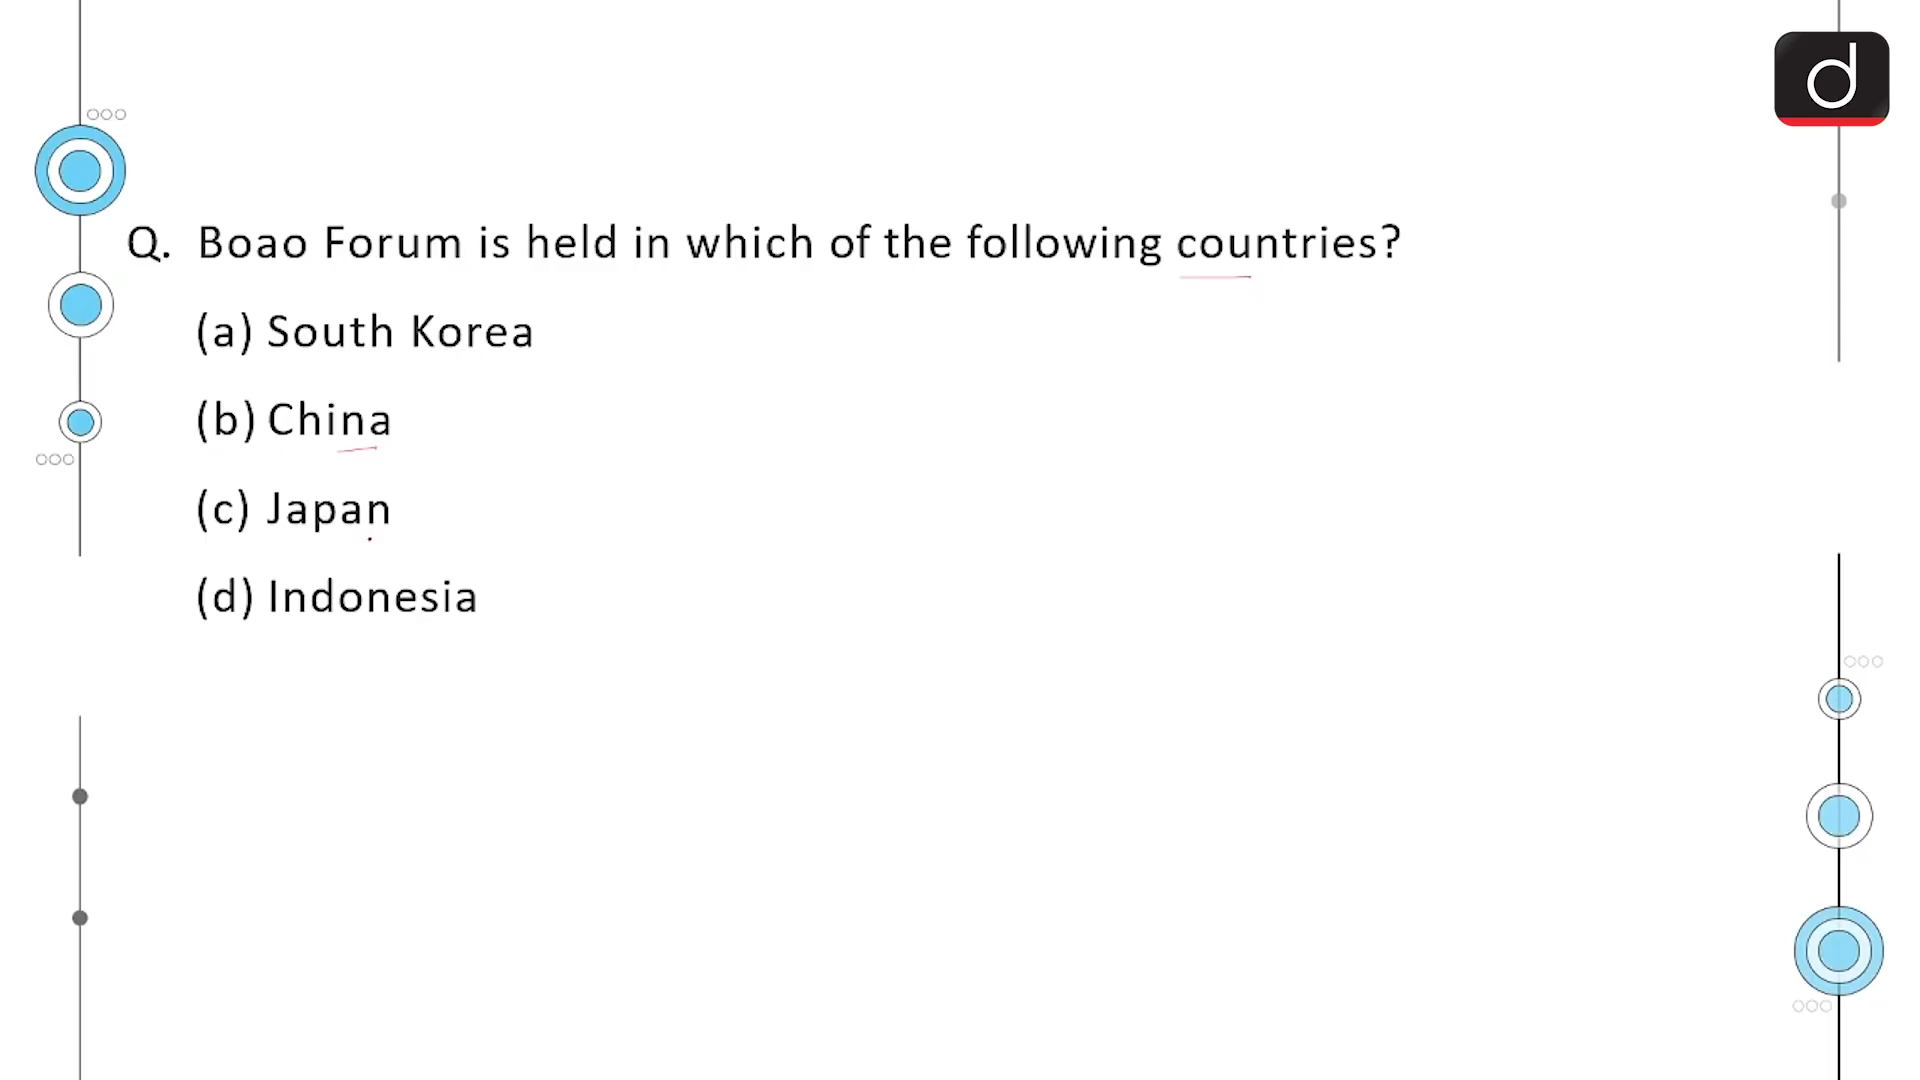 d
Q. Boao Forum is held in which of the following countries?
(a) South Korea
(b) China
(c) Japan
(d) Indonesia